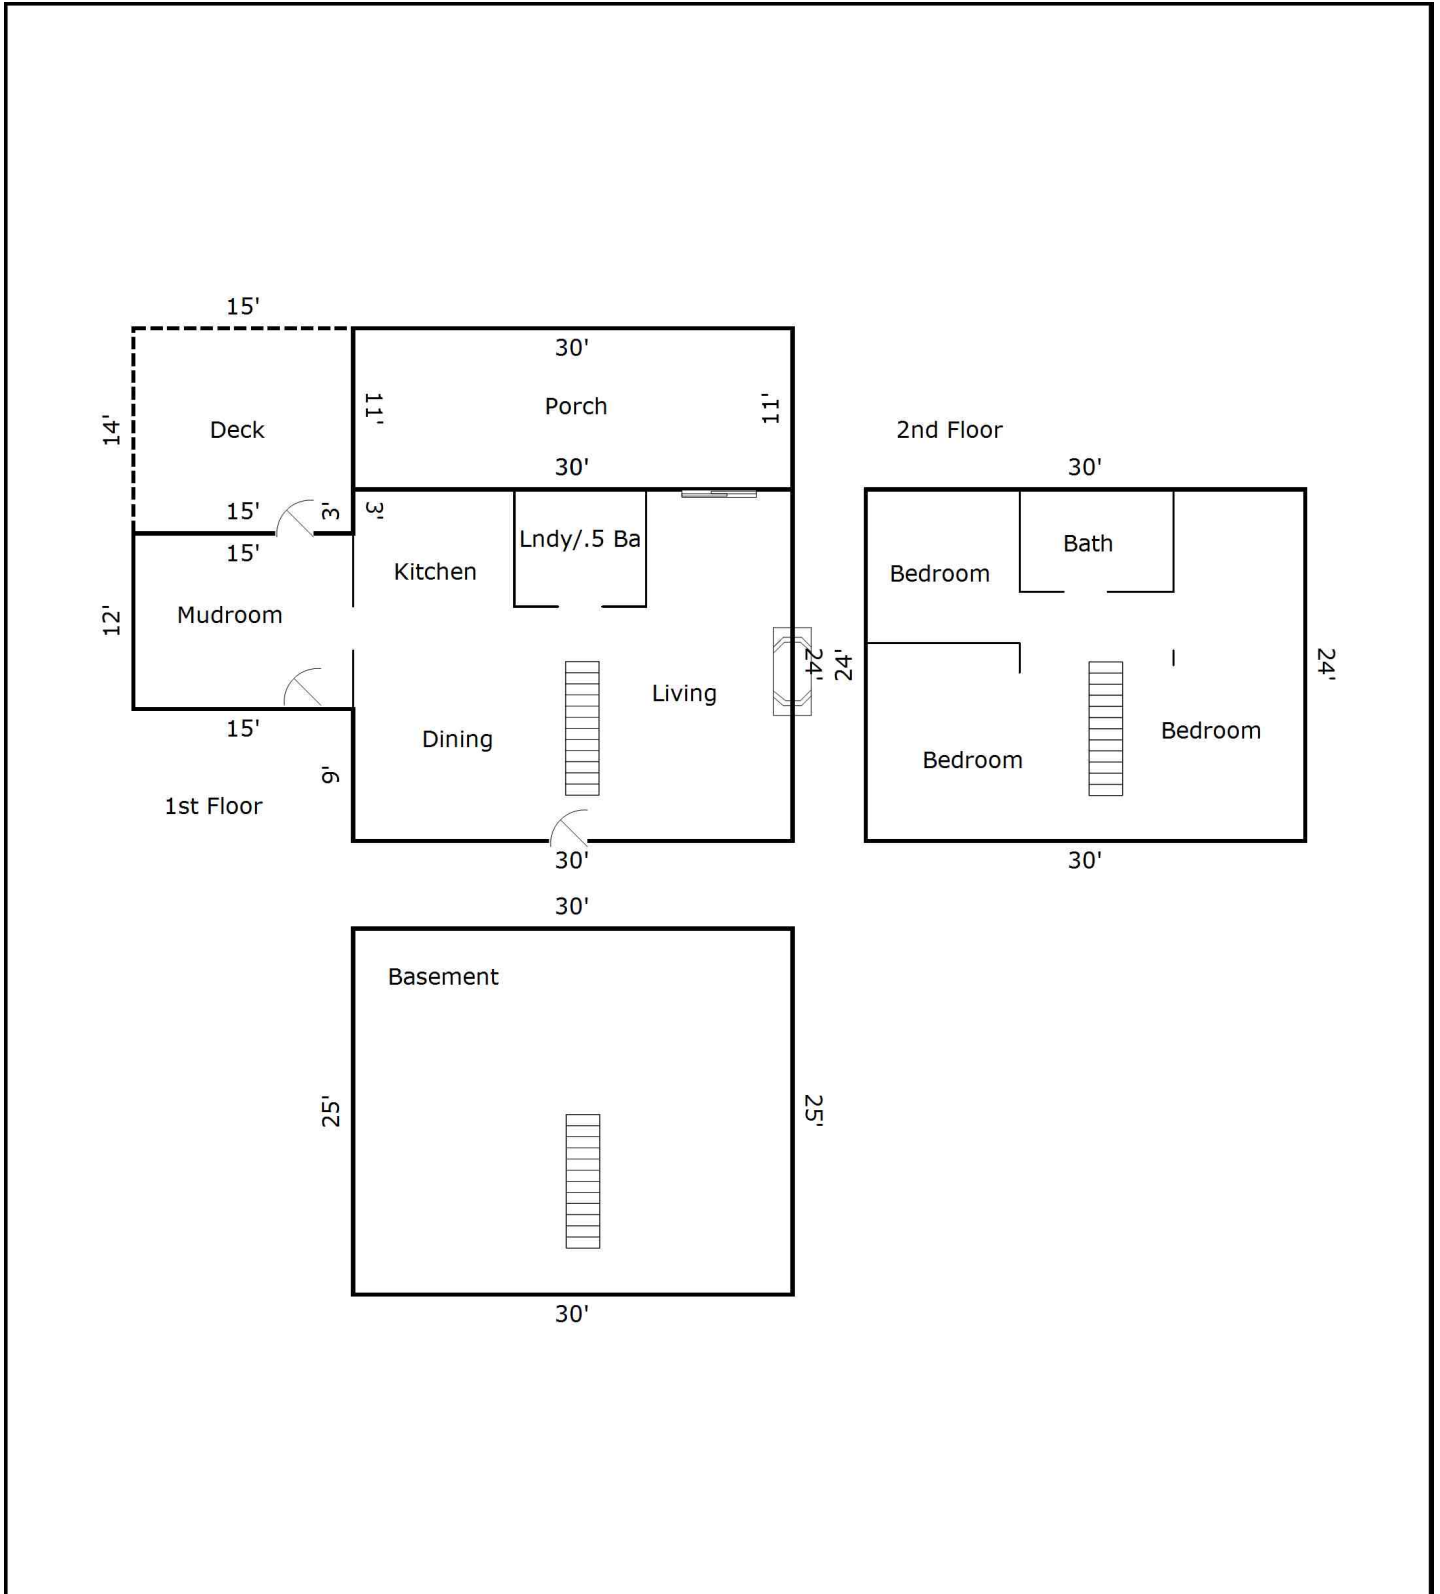 15'
30'
11'
Porch
11'
14'
Deck
2nd Floor
30'
30'
15'
3'
3'
15'
Lndy/.5 Ba
Bath
Kitchen
Bedroom
12'
Mudroom
24'
24'
24'
Living
15'
Dining
Bedroom
Bedroom
9'
1st Floor
30'
30'
30'
Basement
25'
25'
30'